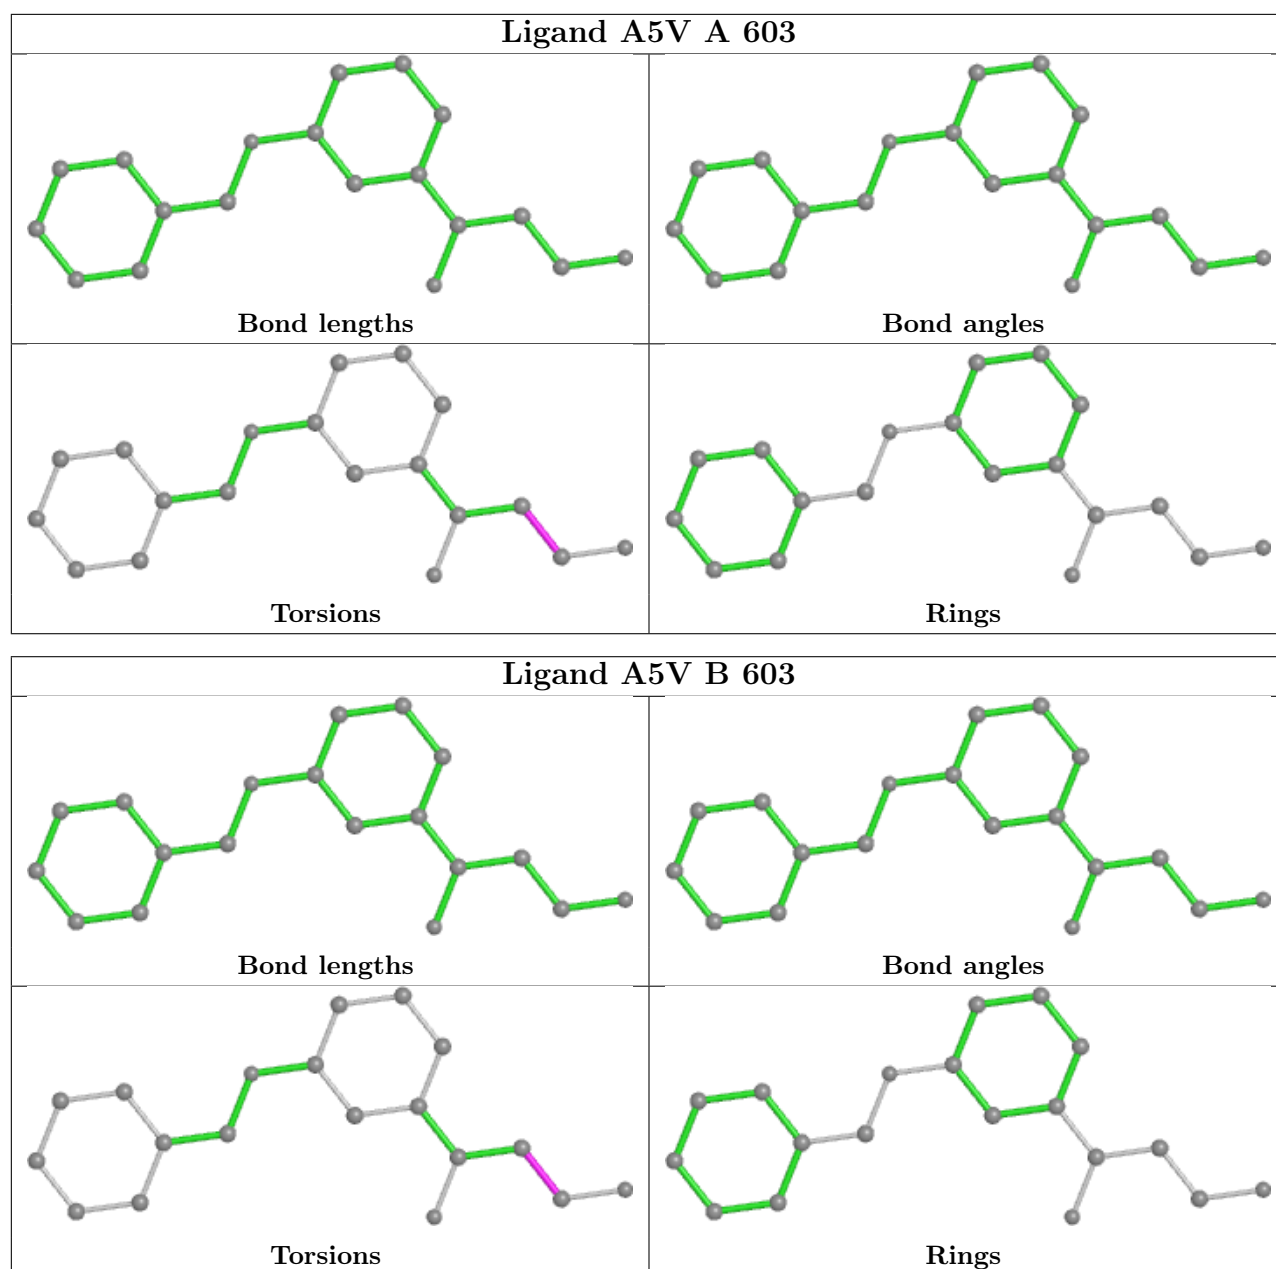 Ligand A5V A 603
Bond lengths
Bond angles
Torsions
Rings
Ligand A5V B 603
Bond lengths
Bond angles
Torsions
Rings